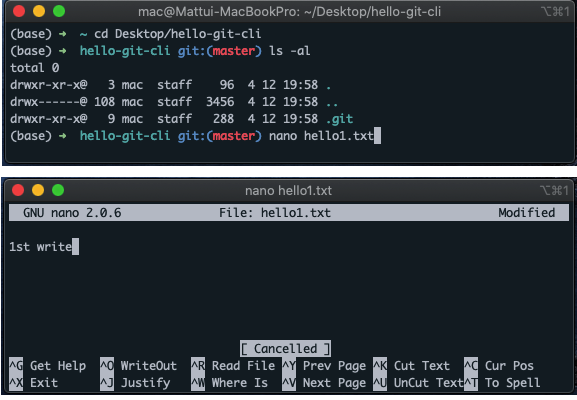 mac@Mattui-MacBookPro: ~/Desktop/hello-git-cli ⌥⌘1
(base) ➜ ~ cd Desktop/hello-git-cli
(base) ➜ hello-git-cli git:(master) ls -al
total 0
drwxr-xr-x@ 3 mac staff 96 4 12 19:58 .
drwx------@ 108 mac staff 3456 4 12 19:58 ..
drwxr-xr-x@ 9 mac staff 288 4 12 19:58 .git
(base) ➜ hello-git-cli git:(master) nano hello1.txt
nano hello1.txt ⌥⌘1
GNU nano 2.0.6 File: hello1.txt Modified
1st write
[ Cancelled ]
^G Get Help ^O WriteOut ^R Read File ^Y Prev Page ^K Cut Text ^C Cur Pos
^X Exit ^J Justify ^W Where Is ^V Next Page ^U UnCut Text ^T To Spell